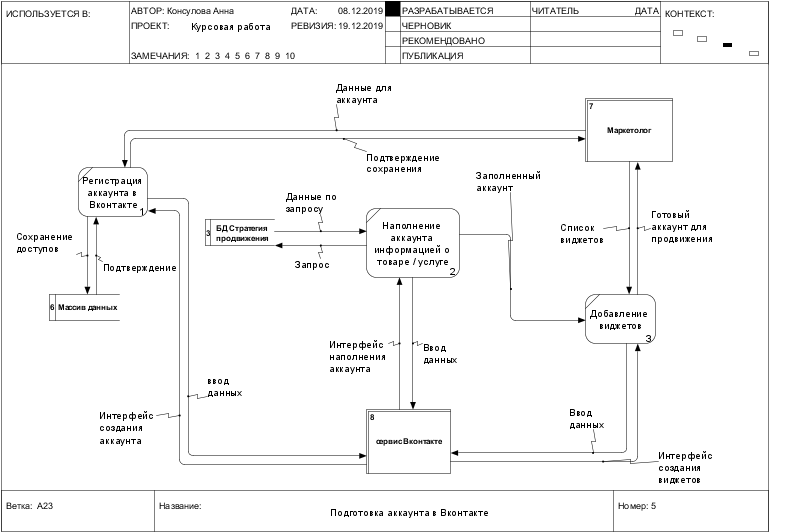 ИСПОЛЬЗУЕТСЯ В:
АВТОР: Консулова Анна
ДАТА: 08.12.2019
ПРОЕКТ: Курсовая работа
РЕВИЗИЯ: 19.12.2019
ЗАМЕЧАНИЯ: 1 2 3 4 5 6 7 8 9 10
РАЗРАБАТЫВАЕТСЯ
ЧЕРНОВИК
РЕКОМЕНДОВАНО
ПУБЛИКАЦИЯ
ЧИТАТЕЛЬ
ДАТА
КОНТЕКСТ:
Данные для
аккаунта
7
Маркетолог
Подтверждение
сохранения
Регистрация
аккаунта в
Вконтакте
1
Заполненный
аккаунт
Данные по
запросу
3
БД Стратегия
продвижения
Запрос
Наполнение
аккаунта
информацией о
товаре / услуге
2
Список
виджетов
Готовый
аккаунт для
продвижения
Сохранение
доступов
Подтверждение
6
Массив данных
Добавление
виджетов
3
Интерфейс
наполнения
аккаунта
Ввод
данных
ввод
данных
Интерфейс
создания
аккаунта
8
сервис Вконтакте
Ввод
данных
Интерфейс
создания
виджетов
Ветка: А23
Название:
Подготовка аккаунта в Вконтакте
Номер: 5